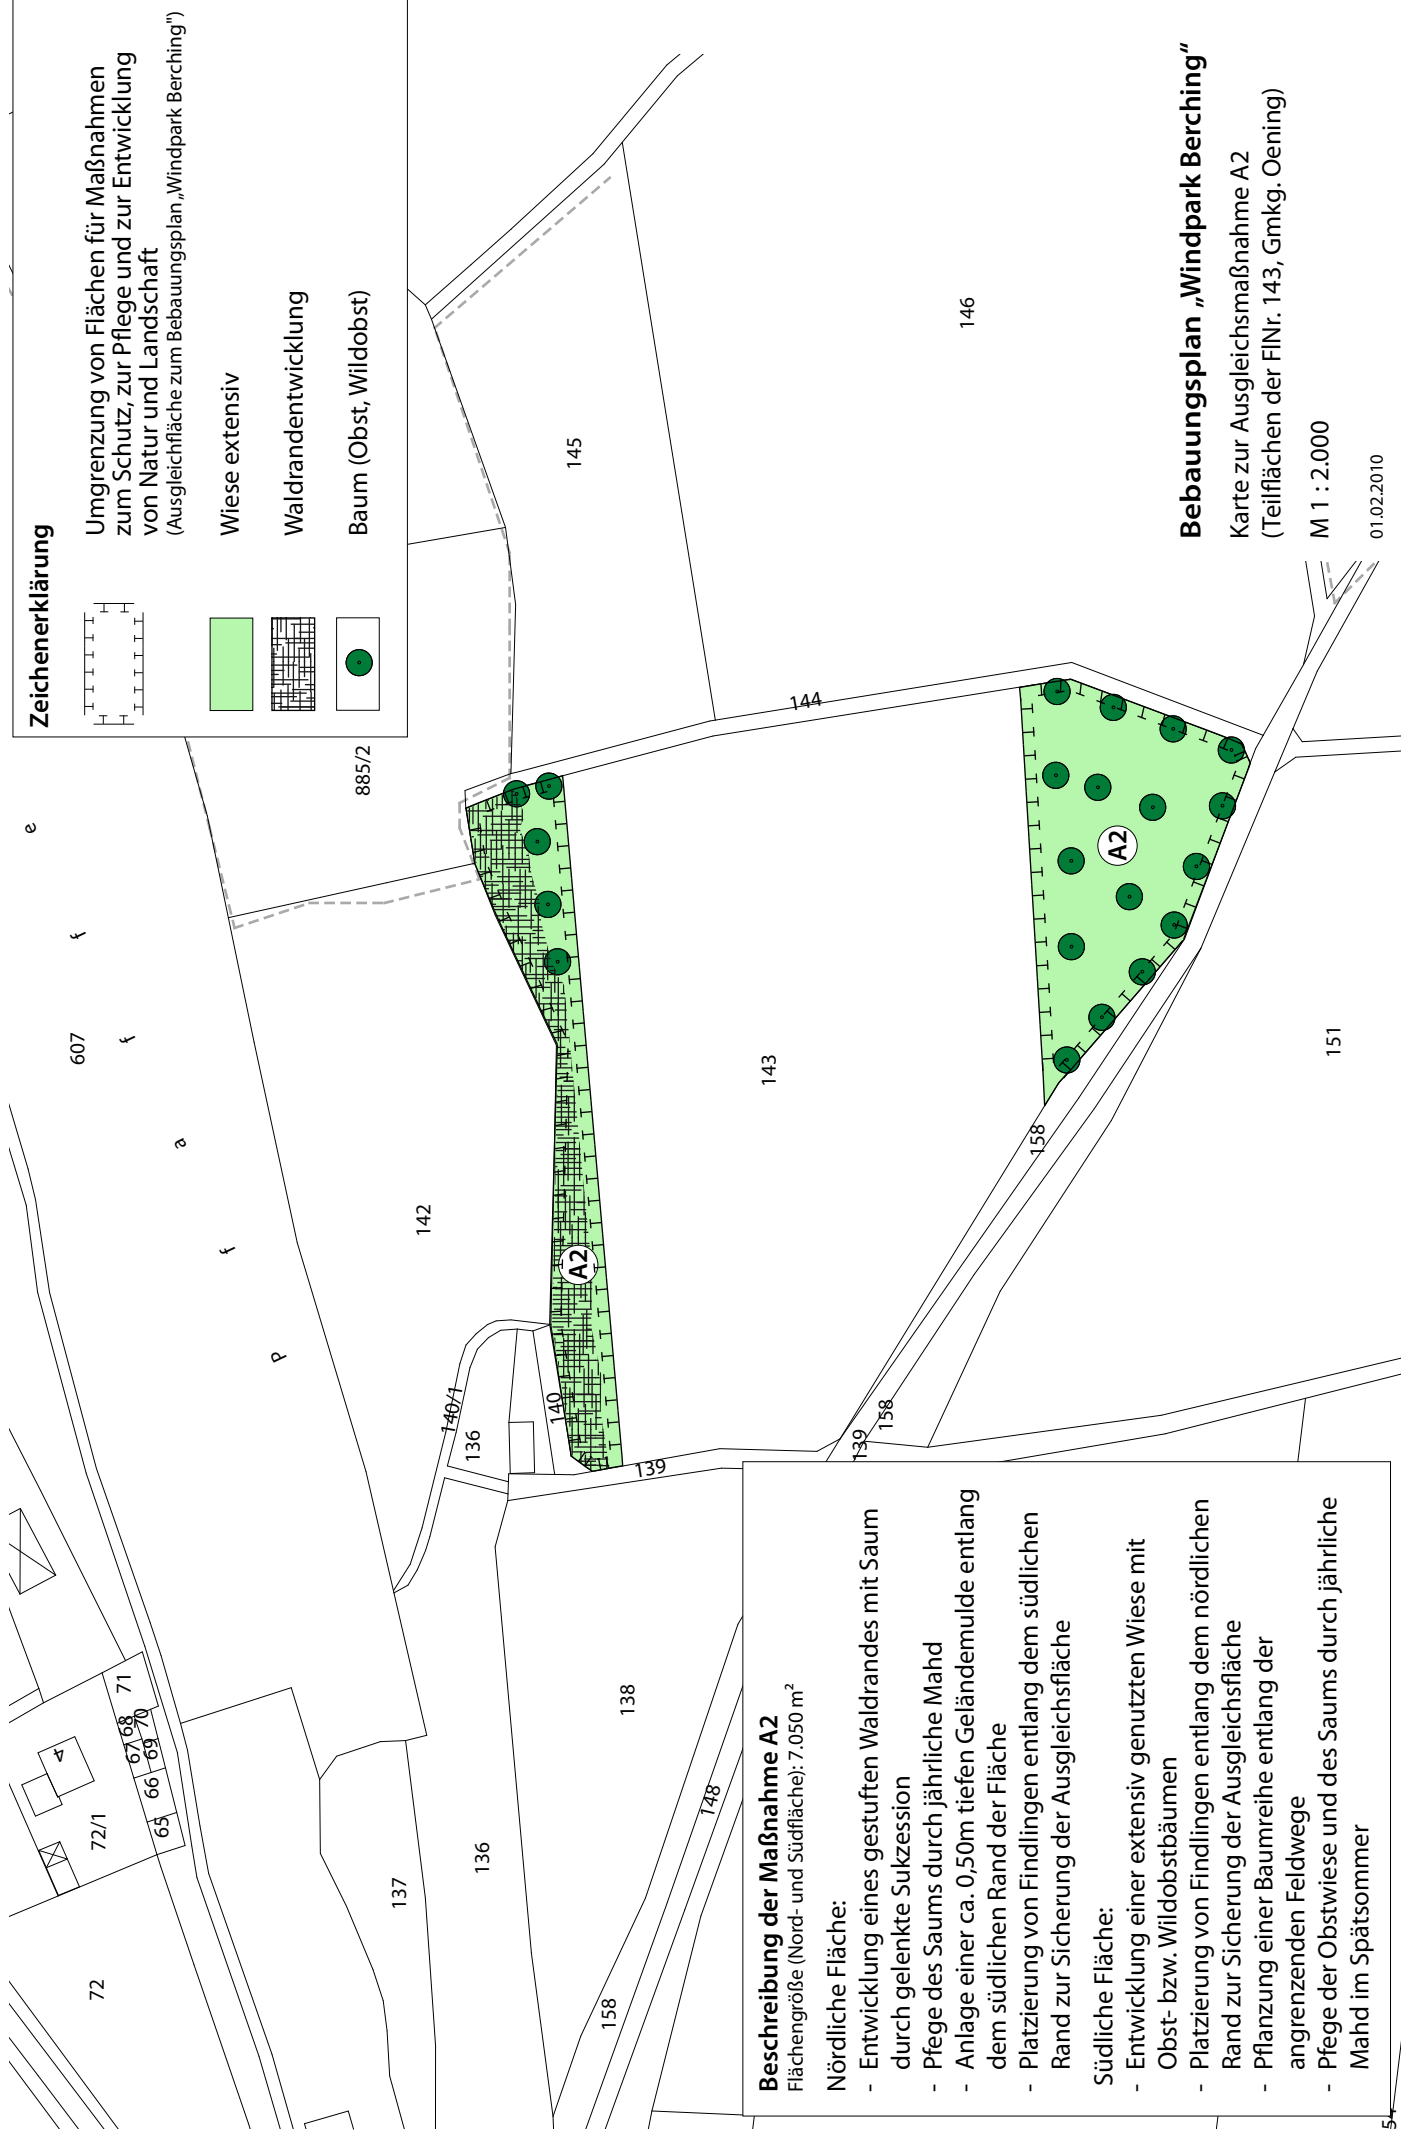 Zeichenerklärung
Umgrenzung von Flächen für Maßnahmen
zum Schutz, zur Pflege und zur Entwicklung
von Natur und Landschaft
(Ausgleichfläche zum Bebauungsplan „Windpark Berching")
Wiese extensiv
Waldrandentwicklung
Baum (Obst, Wildobst)
P f a f f e
607
885/2
145
146
144
142
143
A2
A2
140/1
136
140
139
139
158
158
151
71
70
68
67
69
66
65
4
72/1
72
137
136
138
148
158
54
Beschreibung der Maßnahme A2
Flächengröße (Nord- und Südfläche): 7.050 m²
Nördliche Fläche:
- Entwicklung eines gestuften Waldrandes mit Saum
durch gelenkte Sukzession
- Pfege des Saums durch jährliche Mahd
- Anlage einer ca. 0,50m tiefen Geländemulde entlang
dem südlichen Rand der Fläche
- Platzierung von Findlingen entlang dem südlichen
Rand zur Sicherung der Ausgleichsfläche
Südliche Fläche:
- Entwicklung einer extensiv genutzten Wiese mit
Obst- bzw. Wildobstbäumen
- Platzierung von Findlingen entlang dem nördlichen
Rand zur Sicherung der Ausgleichsfläche
- Pflanzung einer Baumreihe entlang der
angrenzenden Feldwege
- Pfege der Obstwiese und des Saums durch jährliche
Mahd im Spätsommer
Bebauungsplan „Windpark Berching“
Karte zur Ausgleichsmaßnahme A2
(Teilflächen der FlNr. 143, Gmkg. Oening)
M 1 : 2.000
01.02.2010